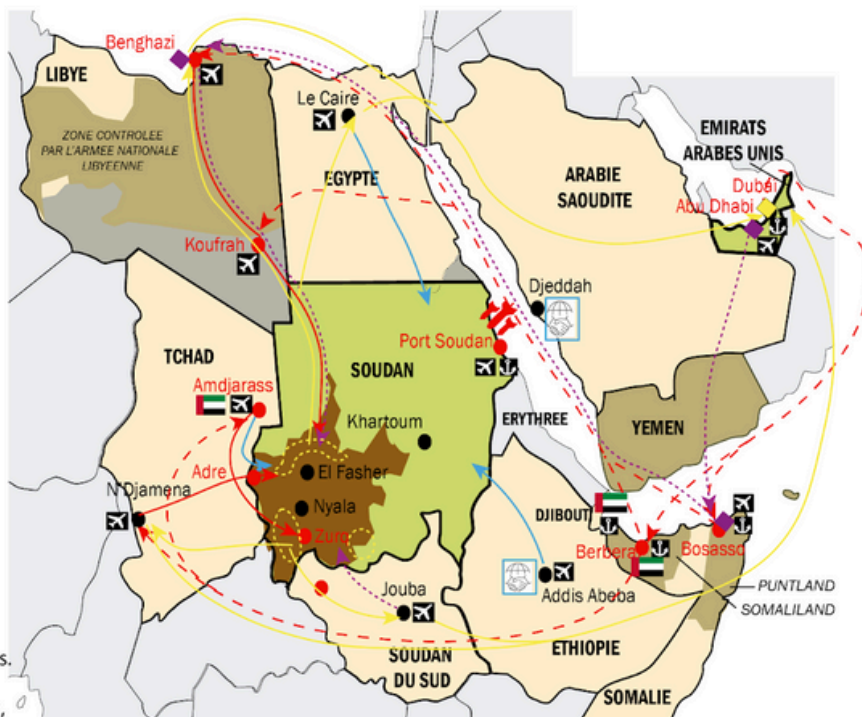 Benghazi
LIBYE
Le Caire
ZONE CONTROLEE
PAR L'ARMEE NATIONALE
LIBYEENNE
EGYPTE
ARABIE
SAOUDITE
EMIRATS
ARABES UNIS
Dubai
Abu Dhabi
Koufrah
Djeddah
TCHAD
Port Soudan
SOUDAN
Amdjarass
Khartoum
ERYTHREE
YEMEN
Adre
El Fasher
N'Djamena
Nyala
DJIBOUTI
Zuro
Berbera
Bosasso
Jouba
Addis Abeba
PUNTLAND
SOMALILAND
SOUDAN
DU SUD
ETHIOPIE
SOMALIE
s.